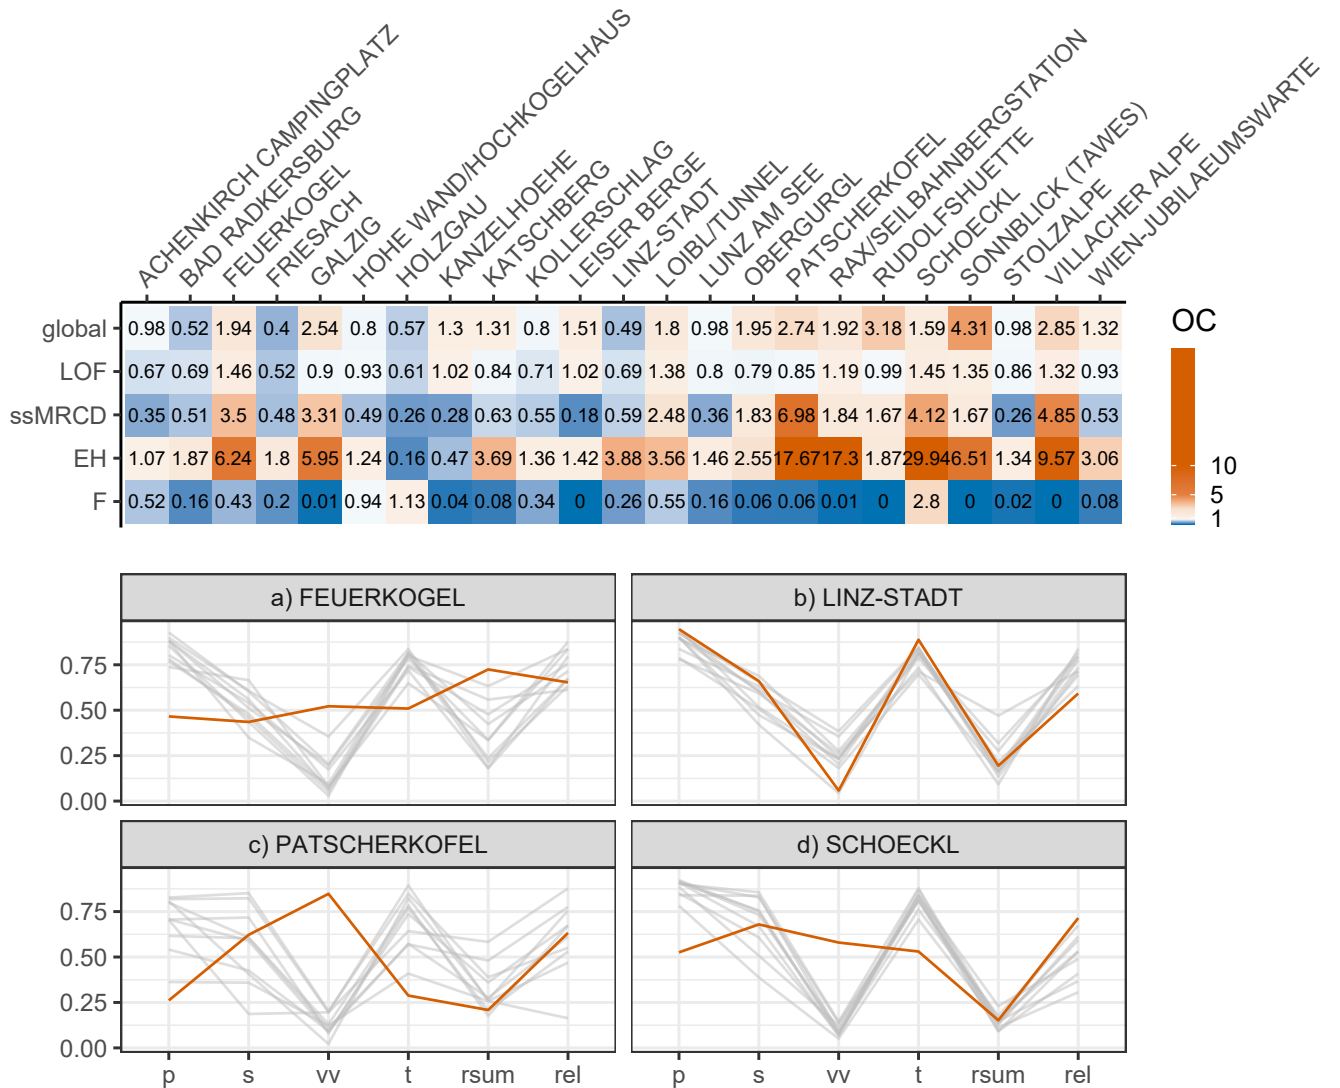 ACHENKIRCH CAMPINGPLATZ
BAD RADKERSBURG
FEUERKOGEL
FRIESACH
GALZIG
HOHE WAND/HOCHKOGELHAUS
HOLZGAU
KANZELHOEHE
KATSCHBERG
KOLLERSCHLAG
LEISER BERGE
LINZ-STADT
LOIBL/TUNNEL
LUNZ AM SEE
OBERGURGL
PATSCHERKOFEL
RAX/SEILBAHNBERGSTATION
RUDOLFSHUETTE
SCHOECKL
SONNBLICK (TAWES)
STOLZALPE
VILLACHER ALPE
WIEN-JUBILAEUMSWARTE
global 0.98 0.52 1.94 0.4 2.54 0.8 0.57 1.3 1.31 0.8 1.51 0.49 1.8 0.98 1.95 2.74 1.92 3.18 1.59 4.31 0.98 2.85 1.32
LOF 0.67 0.69 1.46 0.52 0.9 0.93 0.61 1.02 0.84 0.71 1.02 0.69 1.38 0.8 0.79 0.85 1.19 0.99 1.45 1.35 0.86 1.32 0.93
ssMRCD 0.35 0.51 3.5 0.48 3.31 0.49 0.26 0.28 0.63 0.55 0.18 0.59 2.48 0.36 1.83 6.98 1.84 1.67 4.12 1.67 0.26 4.85 0.53
EH 1.07 1.87 6.24 1.8 5.95 1.24 0.16 0.47 3.69 1.36 1.42 3.88 3.56 1.46 2.55 17.67 17.3 1.87 29.94 6.51 1.34 9.57 3.06
F 0.52 0.16 0.43 0.2 0.01 0.94 1.13 0.04 0.08 0.34 0 0.26 0.55 0.16 0.06 0.06 0.01 0 2.8 0 0.02 0 0.08
OC
10
5
1
a) FEUERKOGEL
b) LINZ-STADT
0.75
0.50
0.25
0.00
c) PATSCHERKOFEL
d) SCHOECKL
0.75
0.50
0.25
0.00
p s vv t rsum rel
p s vv t rsum rel